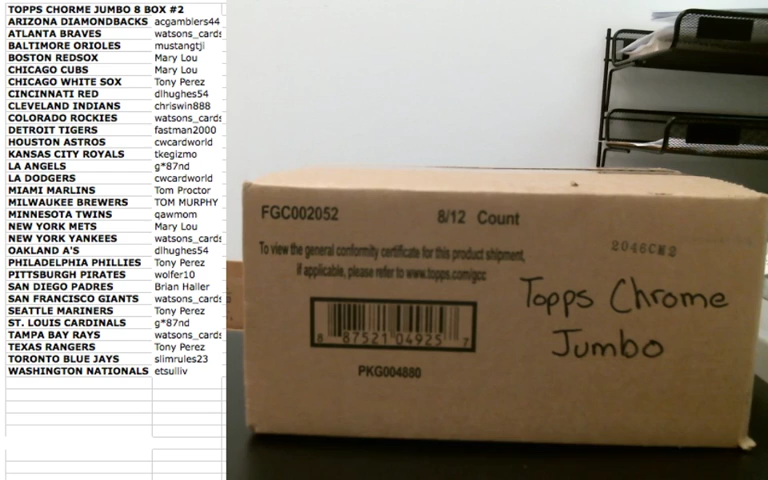 TOPPS CHORME JUMBO 8 BOX #2
ARIZONA DIAMONDBACKS acgamblers44
ATLANTA BRAVES watsons_cards
BALTIMORE ORIOLES mustangtji
BOSTON REDSOX Mary Lou
CHICAGO CUBS Mary Lou
CHICAGO WHITE SOX Tony Perez
CINCINNATI RED dlhughes54
CLEVELAND INDIANS chriswin888
COLORADO ROCKIES watsons_cards
DETROIT TIGERS fastman2000
HOUSTON ASTROS cwcardworld
KANSAS CITY ROYALS tkegizmo
LA ANGELS g*87nd
LA DODGERS cwcardworld
MIAMI MARLINS Tom Proctor
MILWAUKEE BREWERS TOM MURPHY
MINNESOTA TWINS qawmom
NEW YORK METS Mary Lou
NEW YORK YANKEES watsons_cards
OAKLAND A'S dlhughes54
PHILADELPHIA PHILLIES Tony Perez
PITTSBURGH PIRATES wolfer10
SAN DIEGO PADRES Brian Haller
SAN FRANCISCO GIANTS watsons_cards
SEATTLE MARINERS Tony Perez
ST. LOUIS CARDINALS g*87nd
TAMPA BAY RAYS watsons_cards
TEXAS RANGERS Tony Perez
TORONTO BLUE JAYS slimrules23
WASHINGTON NATIONALS etsulliv
FGC002052 8/12 Count
To view the general conformity certificate for this product shipment,
if applicable, please refer to www.topps.com/gcc
2046CM2
Topps Chrome
Jumbo
8 87521 04925 7
PKG004880